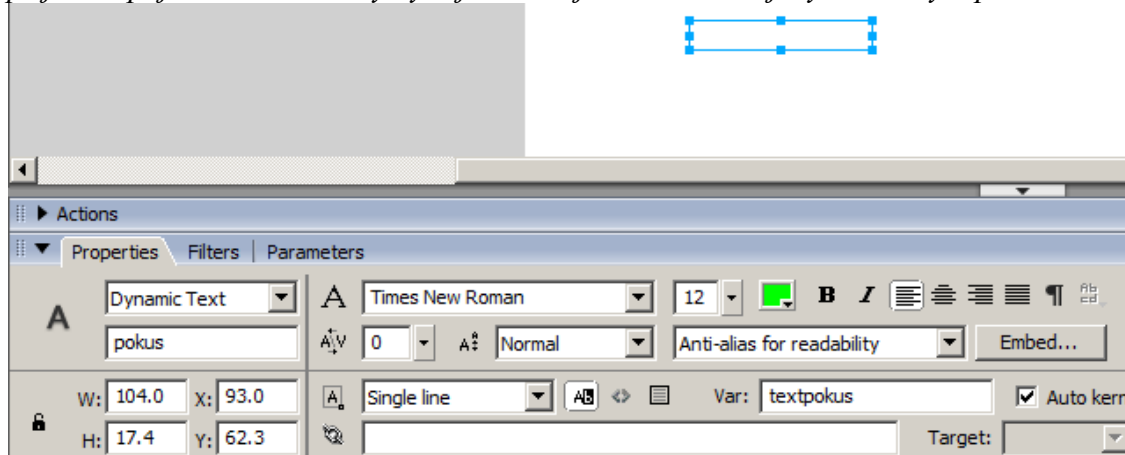 Actions
Properties Filters | Parameters
A Dynamic Text A Times New Roman 12 B I
pokus A V 0 A Normal Anti-alias for readability Embed...
W: 104.0 X: 93.0 A Single line AB <> Var: textpokus Auto kern
H: 17.4 Y: 62.3 Target: